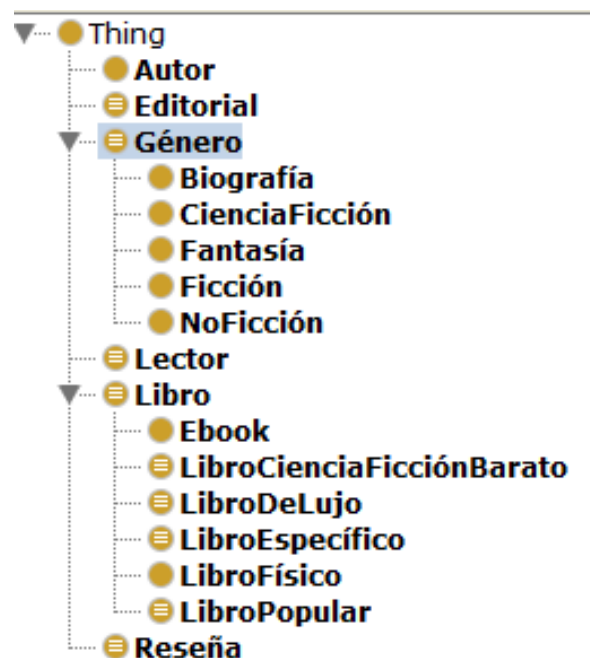 Thing
Autor
Editorial
Género
Biografía
CienciaFicción
Fantasía
Ficción
NoFicción
Lector
Libro
Ebook
LibroCienciaFicciónBarato
LibroDeLujo
LibroEspecífico
LibroFísico
LibroPopular
Reseña